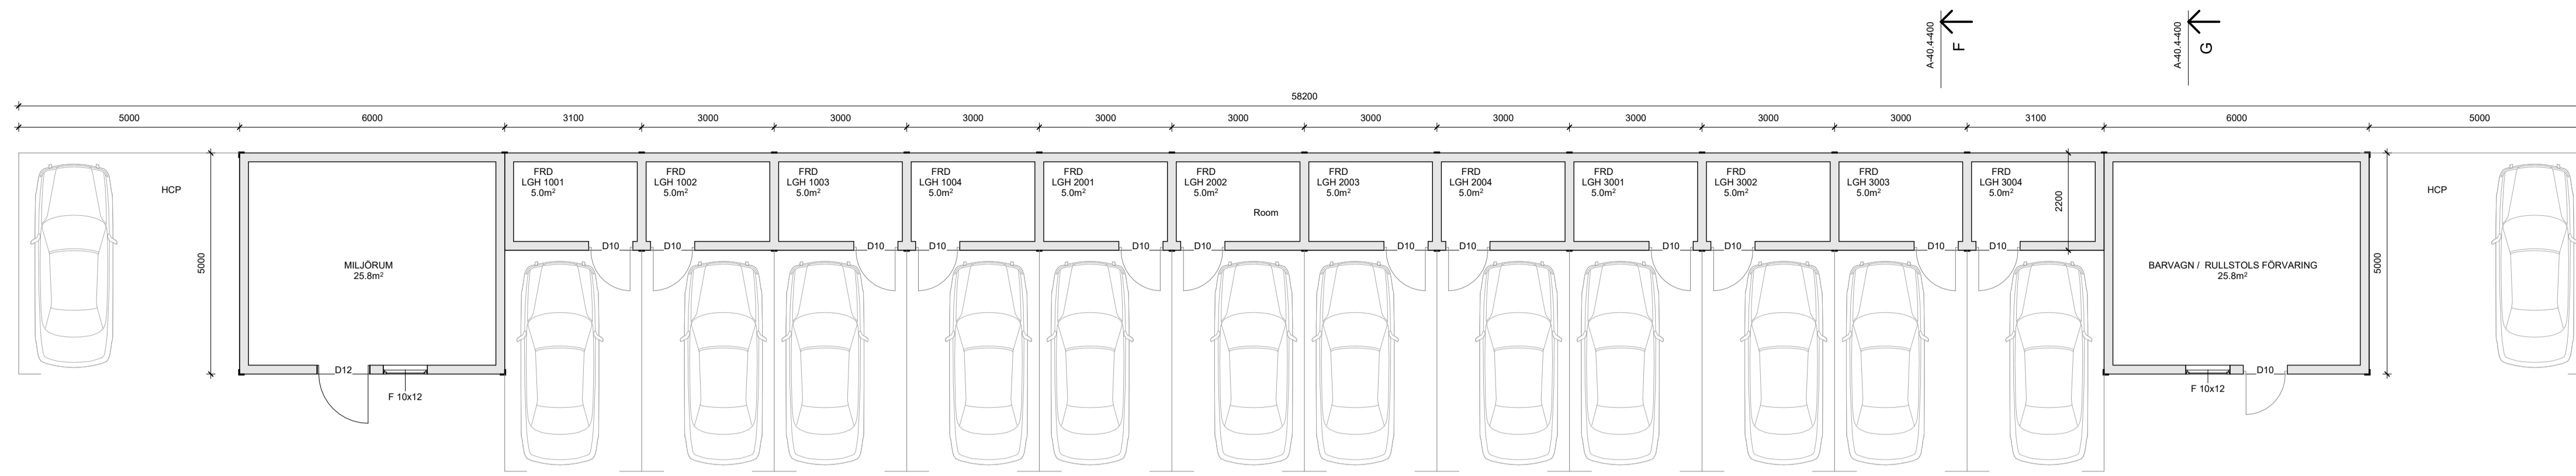 A-40.4-400
F
A-40.4-400
G
58200
5000
6000
3100
3000
3000
3000
3000
3000
3000
3000
3000
3000
3000
3100
6000
5000
HCP
5000
MILJÖRUM
25.8m²
D12
F 10x12
FRD
LGH 1001
5.0m²
D10
FRD
LGH 1002
5.0m²
D10
FRD
LGH 1003
5.0m²
D10
FRD
LGH 1004
5.0m²
D10
FRD
LGH 2001
5.0m²
D10
FRD
LGH 2002
5.0m²
Room
D10
FRD
LGH 2003
5.0m²
D10
FRD
LGH 2004
5.0m²
D10
FRD
LGH 3001
5.0m²
D10
FRD
LGH 3002
5.0m²
D10
FRD
LGH 3003
5.0m²
D10
FRD
LGH 3004
5.0m²
D10
2200
BARVAGN / RULLSTOLS FÖRVARING
25.8m²
F 10x12
D10
5000
HCP